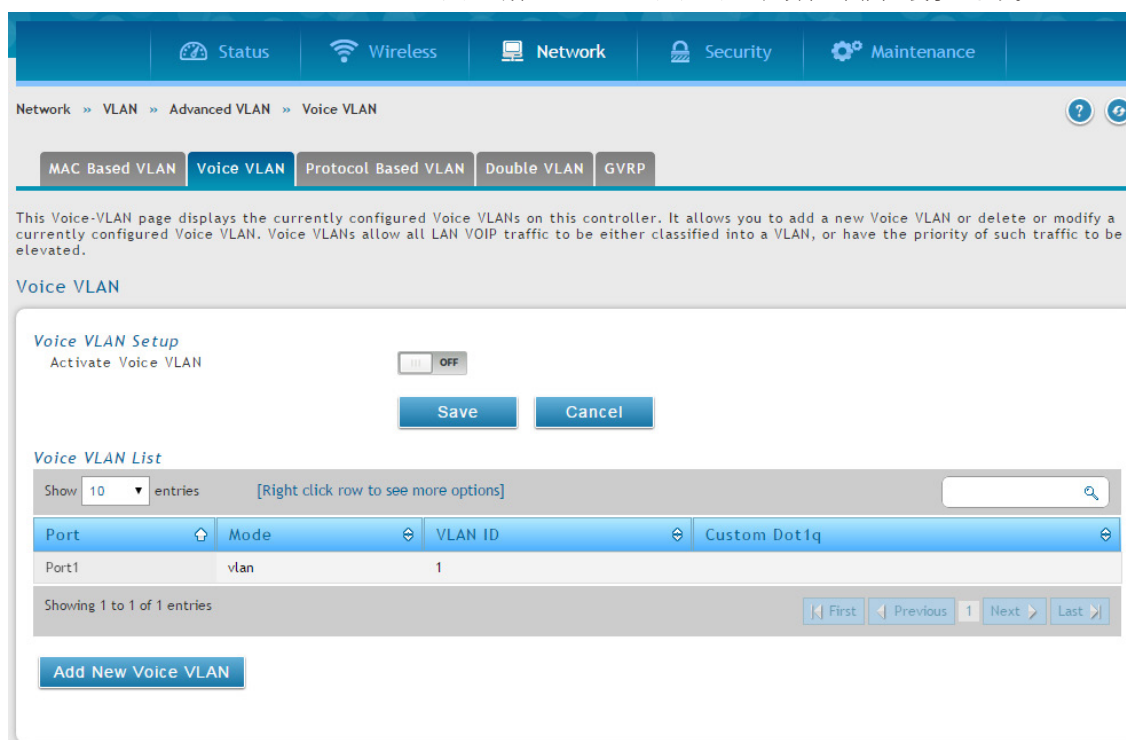 Status Wireless Network Security Maintenance
Network » VLAN » Advanced VLAN » Voice VLAN
?
MAC Based VLAN Voice VLAN Protocol Based VLAN Double VLAN GVRP
This Voice-VLAN page displays the currently configured Voice VLANs on this controller. It allows you to add a new Voice VLAN or delete or modify a
currently configured Voice VLAN. Voice VLANs allow all LAN VOIP traffic to be either classified into a VLAN, or have the priority of such traffic to be
elevated.
Voice VLAN
Voice VLAN Setup
Activate Voice VLAN OFF
Save Cancel
Voice VLAN List
Show 10 entries [Right click row to see more options]
Port Mode VLAN ID Custom Dot1q
Port1 vlan 1
Showing 1 to 1 of 1 entries First Previous 1 Next Last
Add New Voice VLAN